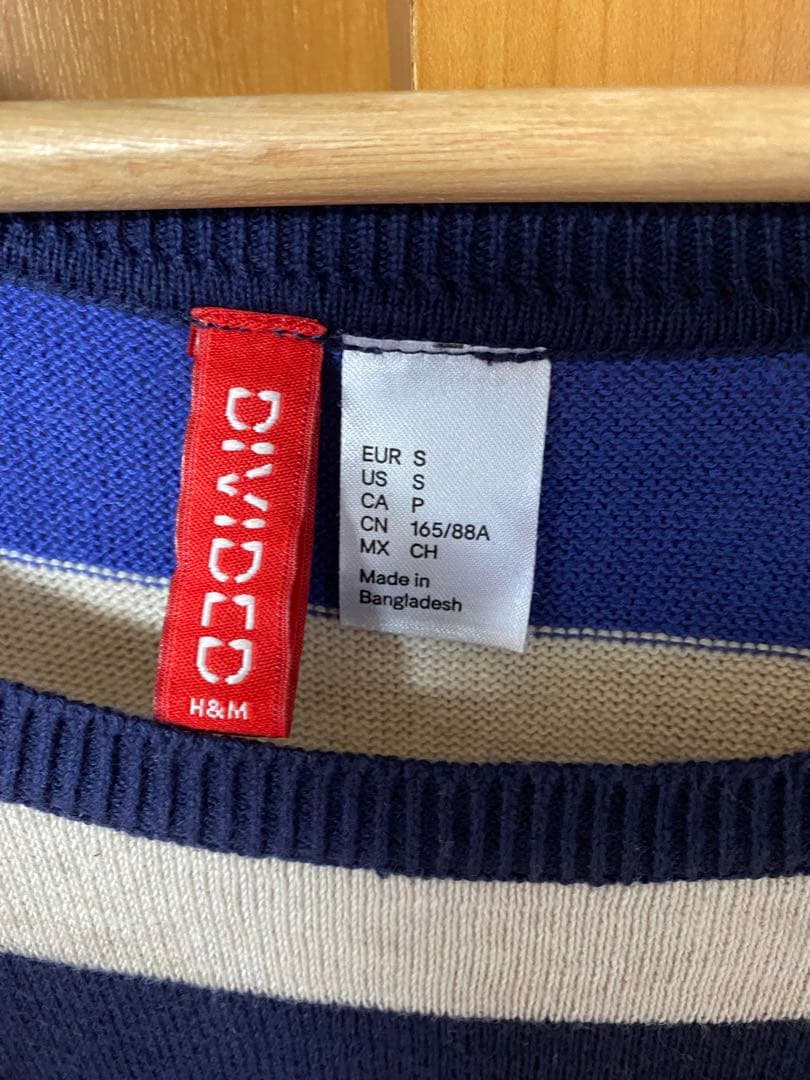 DIVIDED
H&M
EUR S
US S
CA P
CN 165/88A
MX CH
Made in
Bangladesh